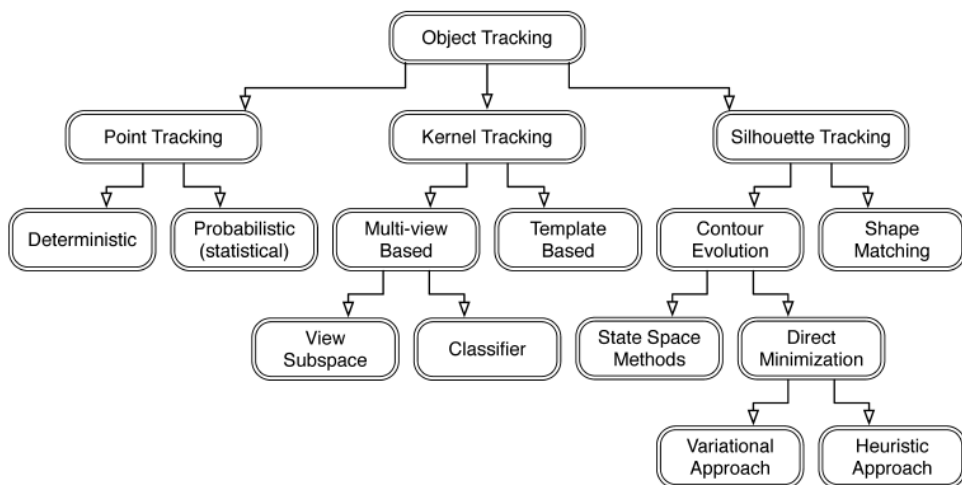 Object Tracking
Point Tracking
Kernel Tracking
Silhouette Tracking
Deterministic
Probabilistic
(statistical)
Multi-view
Based
Template
Based
Contour
Evolution
Shape
Matching
View
Subspace
Classifier
State Space
Methods
Direct
Minimization
Variational
Approach
Heuristic
Approach